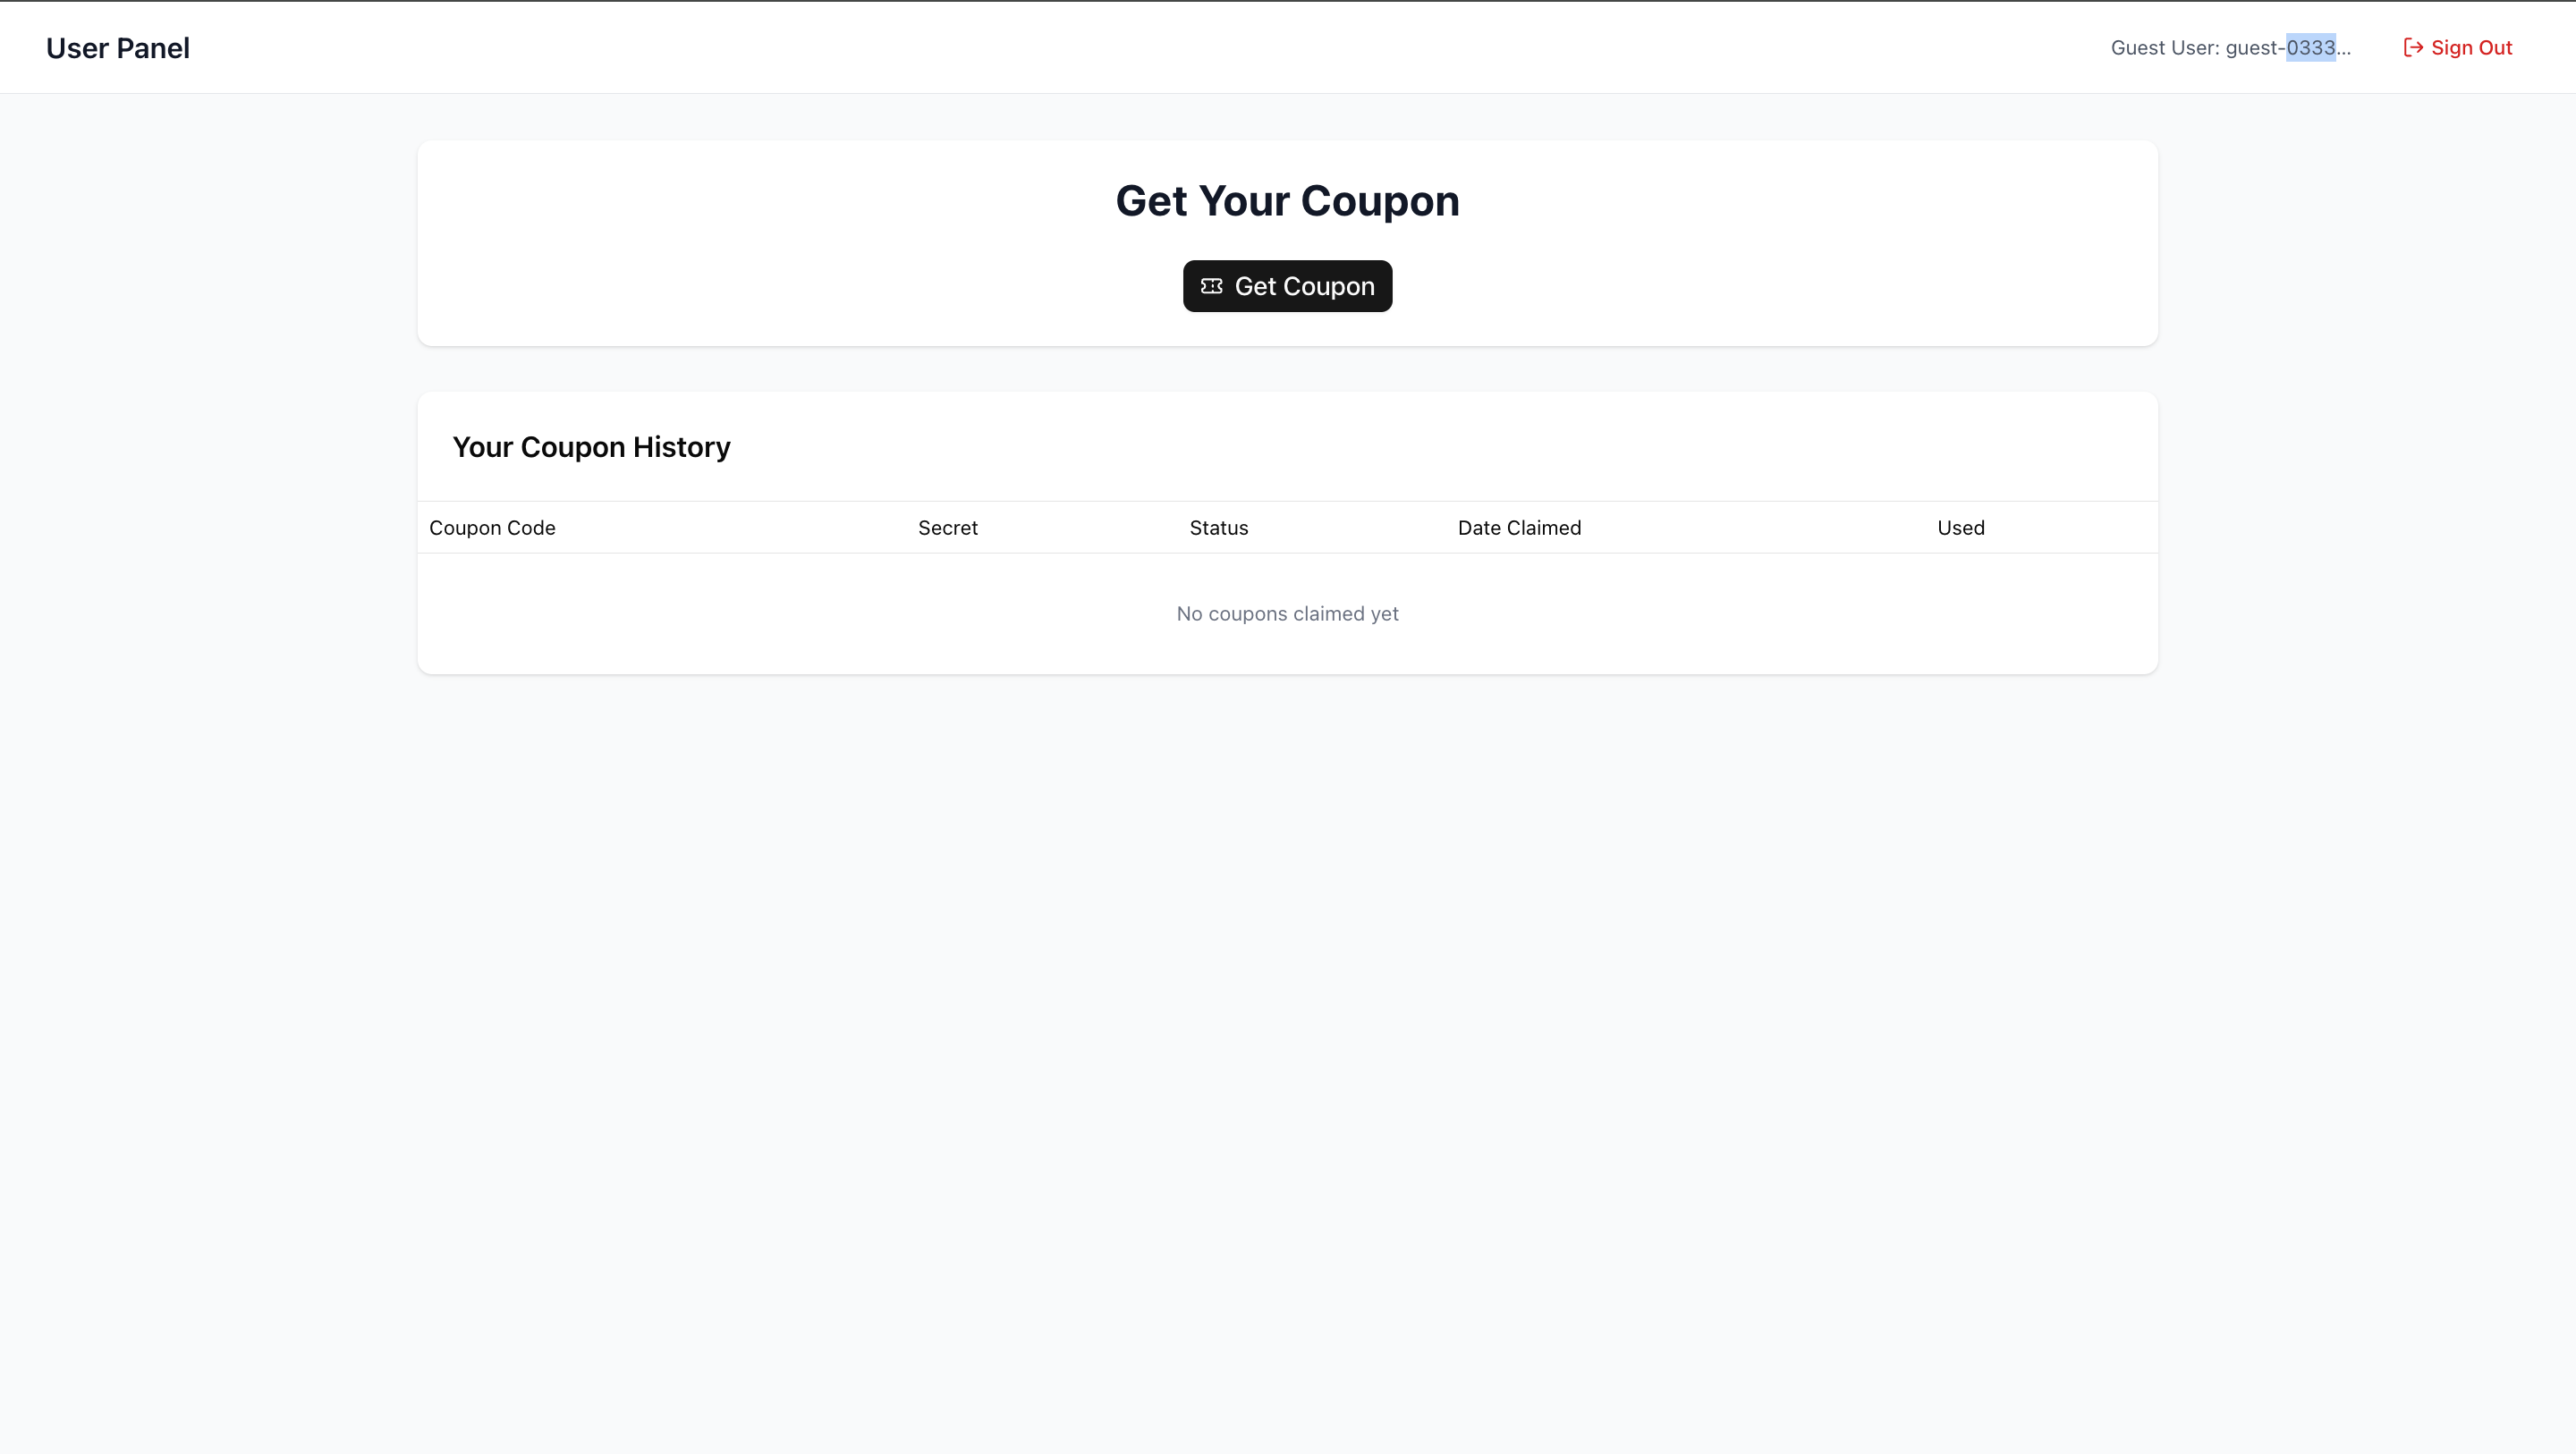 User Panel
Guest User: guest-0333...
Sign Out
Get Your Coupon
Get Coupon
Your Coupon History
Coupon Code Secret Status Date Claimed Used
No coupons claimed yet